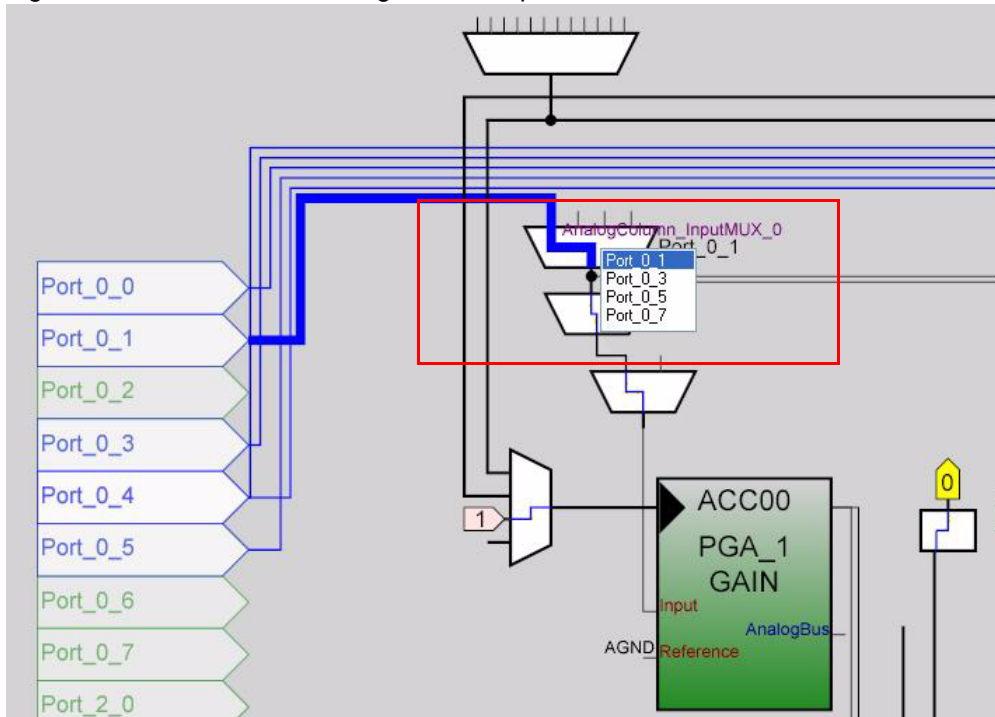 AnalogColumn_InputMUX_0
Port_0_1
Port_0_1
Port_0_3
Port_0_5
Port_0_7
Port_0_0
Port_0_1
Port_0_2
Port_0_3
Port_0_4
Port_0_5
Port_0_6
Port_0_7
Port_2_0
1
ACC00
PGA_1
GAIN
Input
AnalogBus
AGND
Reference
0